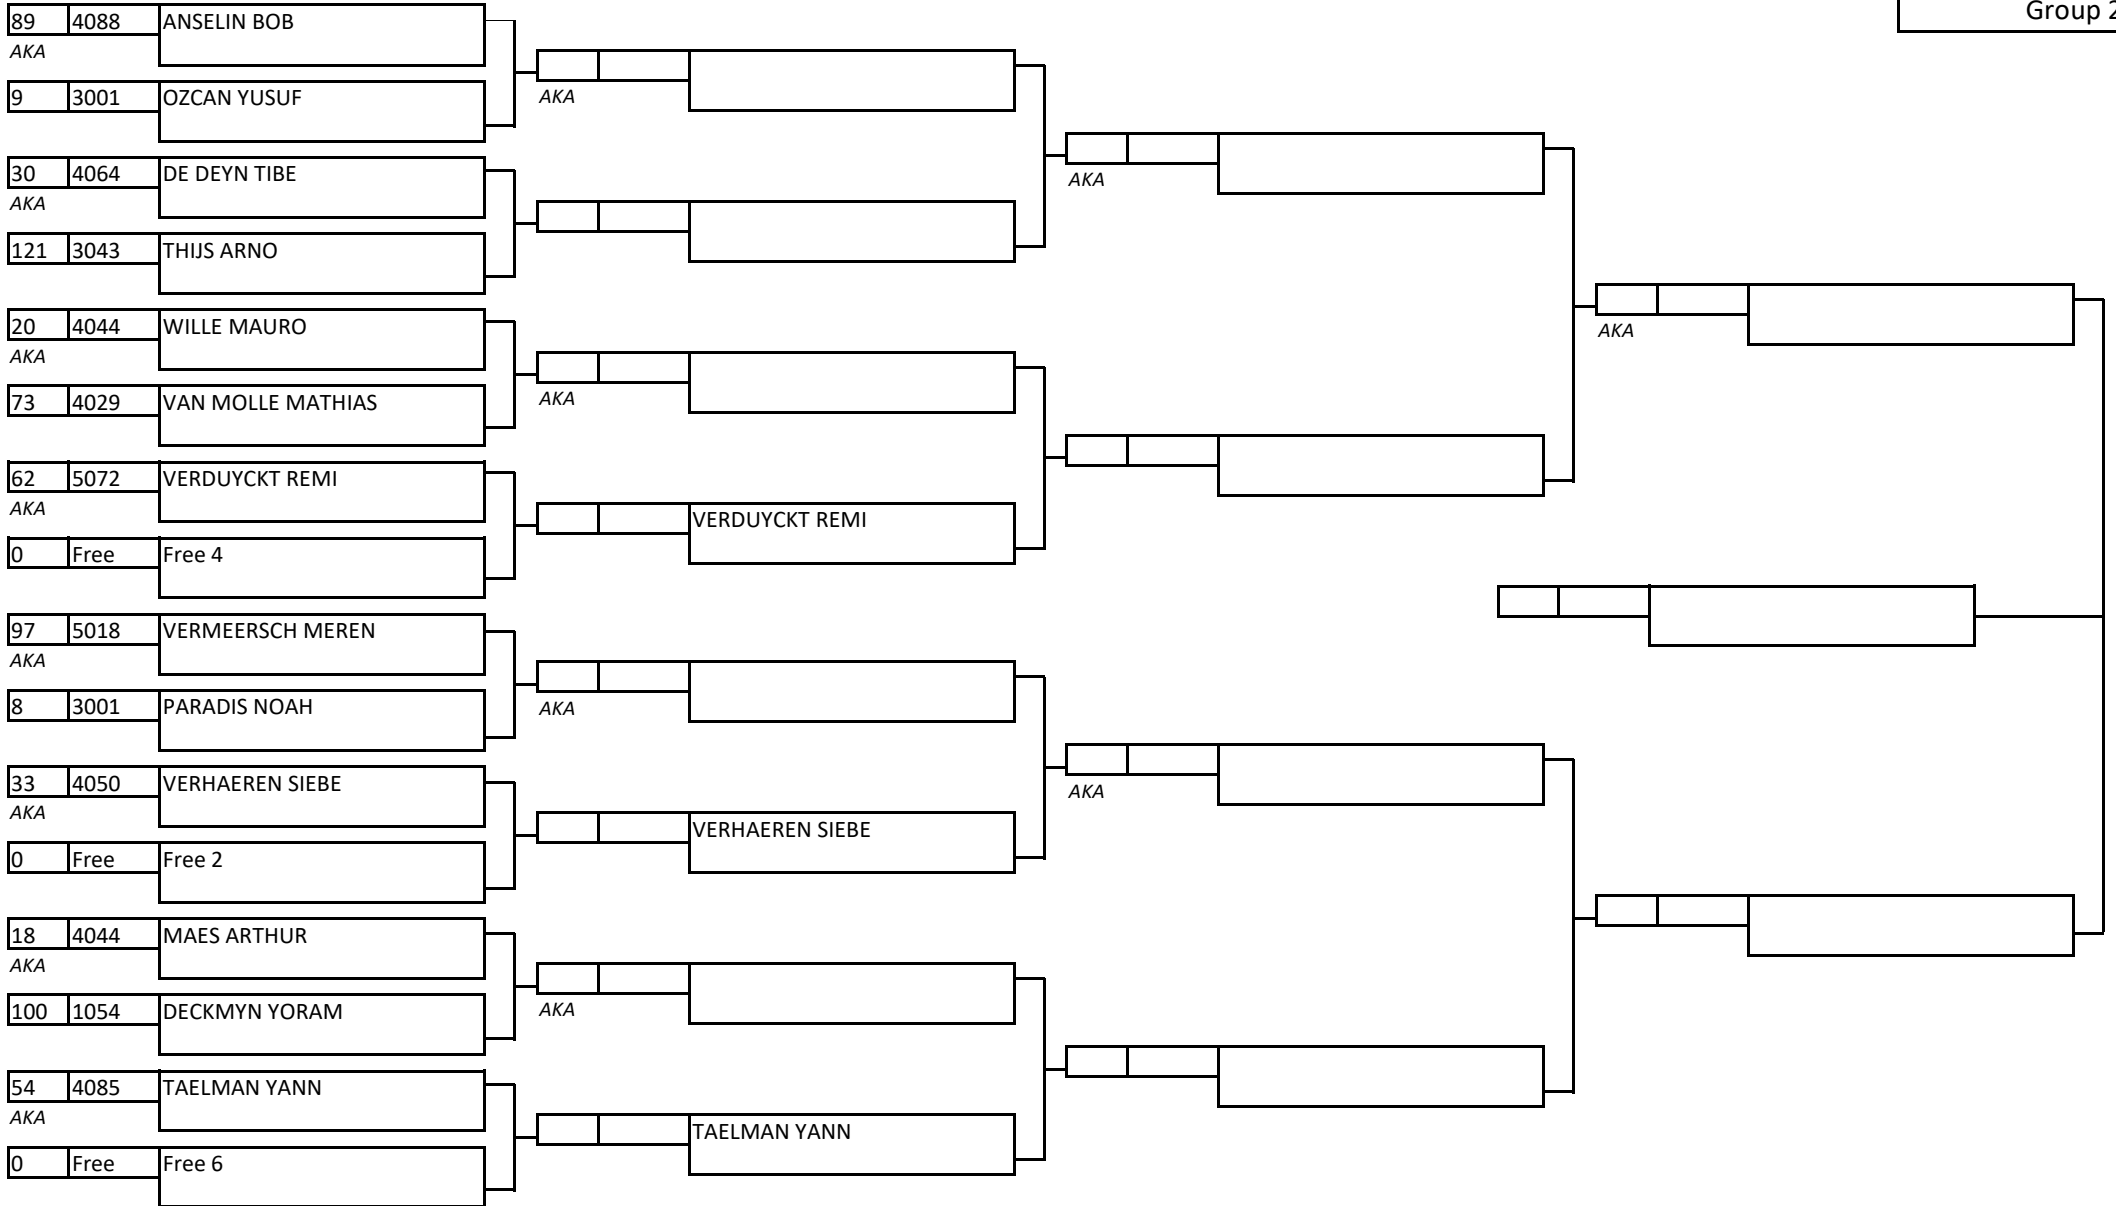 Group 2
89 4088 ANSELIN BOB
AKA
9 3001 OZCAN YUSUF
AKA
AKA
30 4064 DE DEYN TIBE
AKA
121 3043 THIJS ARNO
20 4044 WILLE MAURO
AKA
AKA
73 4029 VAN MOLLE MATHIAS
AKA
62 5072 VERDUYCKT REMI
AKA
VERDUYCKT REMI
0 Free Free 4
97 5018 VERMEERSCH MEREN
AKA
8 3001 PARADIS NOAH
AKA
33 4050 VERHAEREN SIEBE
AKA
AKA
VERHAEREN SIEBE
0 Free Free 2
18 4044 MAES ARTHUR
AKA
100 1054 DECKMYN YORAM
AKA
54 4085 TAELMAN YANN
AKA
TAELMAN YANN
0 Free Free 6